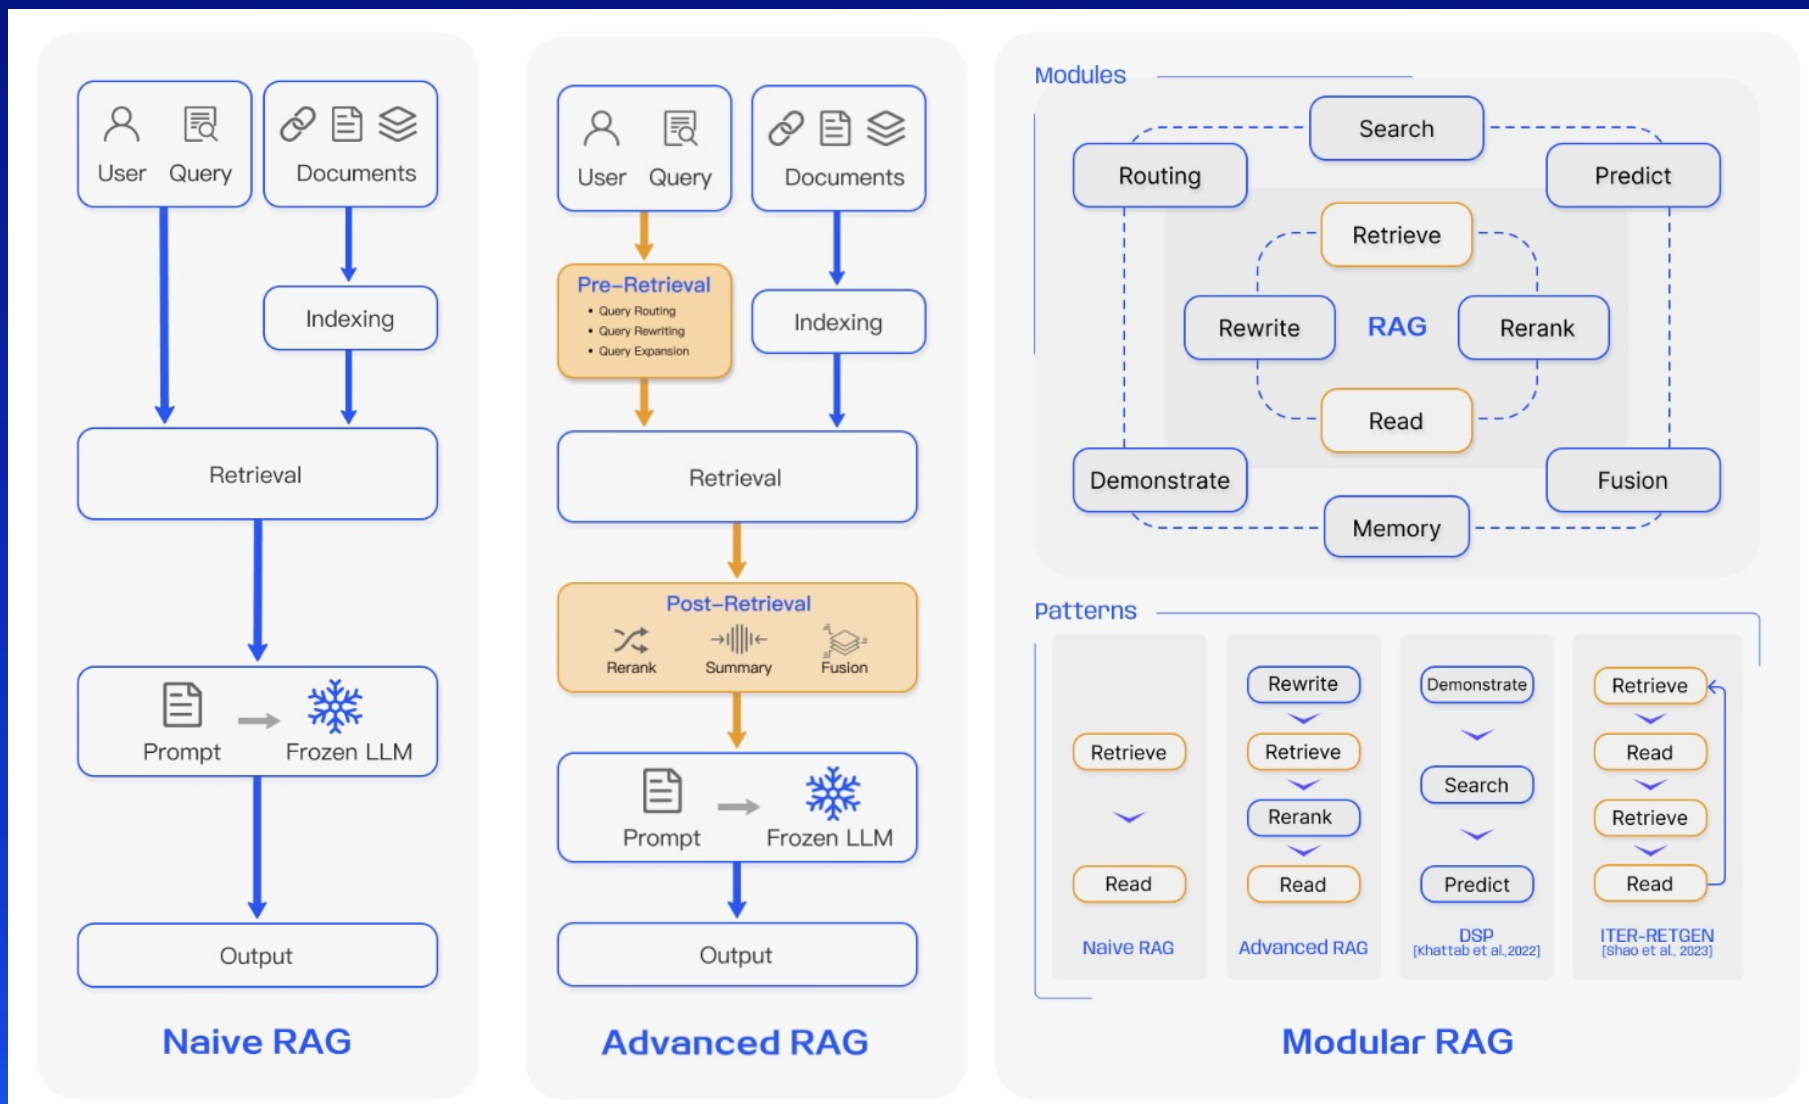 User Query
Documents
Indexing
Retrieval
Prompt
Frozen LLM
Output
Naive RAG
User Query
Documents
Pre-Retrieval
• Query Routing
• Query Rewriting
• Query Expansion
Indexing
Retrieval
Post-Retrieval
Rerank
Summary
Fusion
Prompt
Frozen LLM
Output
Advanced RAG
Modules
Search
Routing
Predict
Retrieve
Rewrite
RAG
Rerank
Read
Demonstrate
Fusion
Memory
Patterns
Retrieve
Read
Naive RAG
Rewrite
Retrieve
Rerank
Read
Advanced RAG
Demonstrate
Search
Predict
DSP
[Khattab et al.,2022]
Retrieve
Read
Retrieve
Read
ITER-RETGEN
[Shao et al., 2023]
Modular RAG